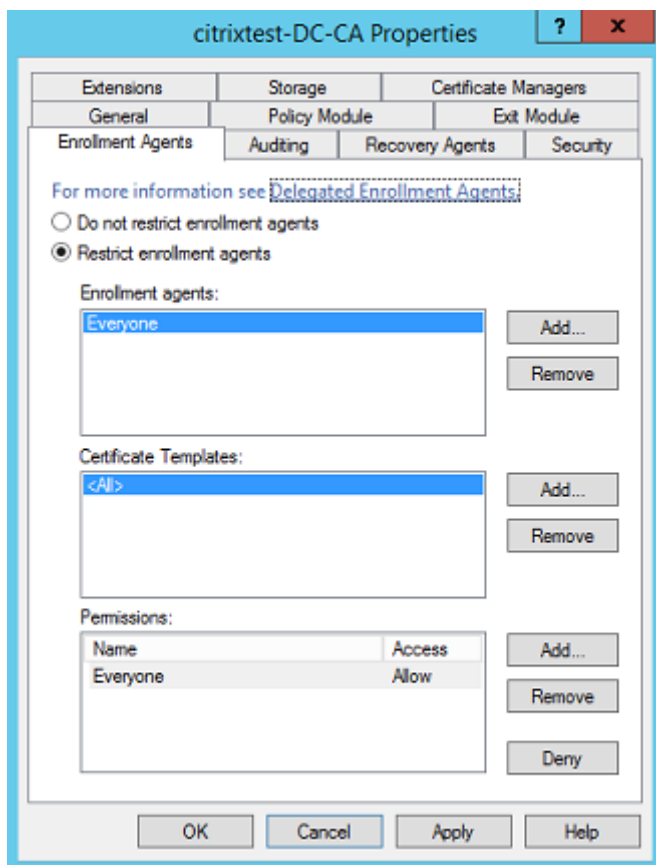 citrixtest-DC-CA Properties
?
x
Extensions
Storage
Certificate Managers
General
Policy Module
Exit Module
Enrollment Agents
Auditing
Recovery Agents
Security
For more information see Delegated Enrollment Agents.
Do not restrict enrollment agents
Restrict enrollment agents
Enrollment agents:
Everyone
Add...
Remove
Certificate Templates:
<All>
Add...
Remove
Permissions:
Name Access
Everyone Allow
Add...
Remove
Deny
OK
Cancel
Apply
Help